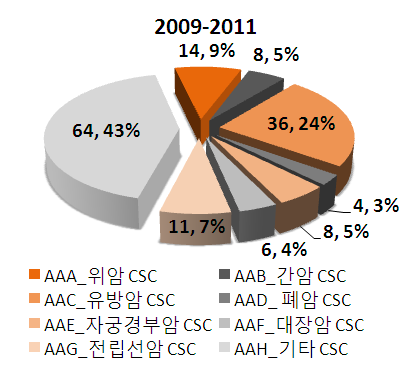 2009-2011
14, 9%
8, 5%
36, 24%
4, 3%
8, 5%
6, 4%
11, 7%
64, 43%
AAA_위암 CSC
AAB_간암 CSC
AAC_유방암 CSC
AAD_ 폐암 CSC
AAE_자궁경부암 CSC
AAF_대장암 CSC
AAG_전립선암 CSC
AAH_기타 CSC